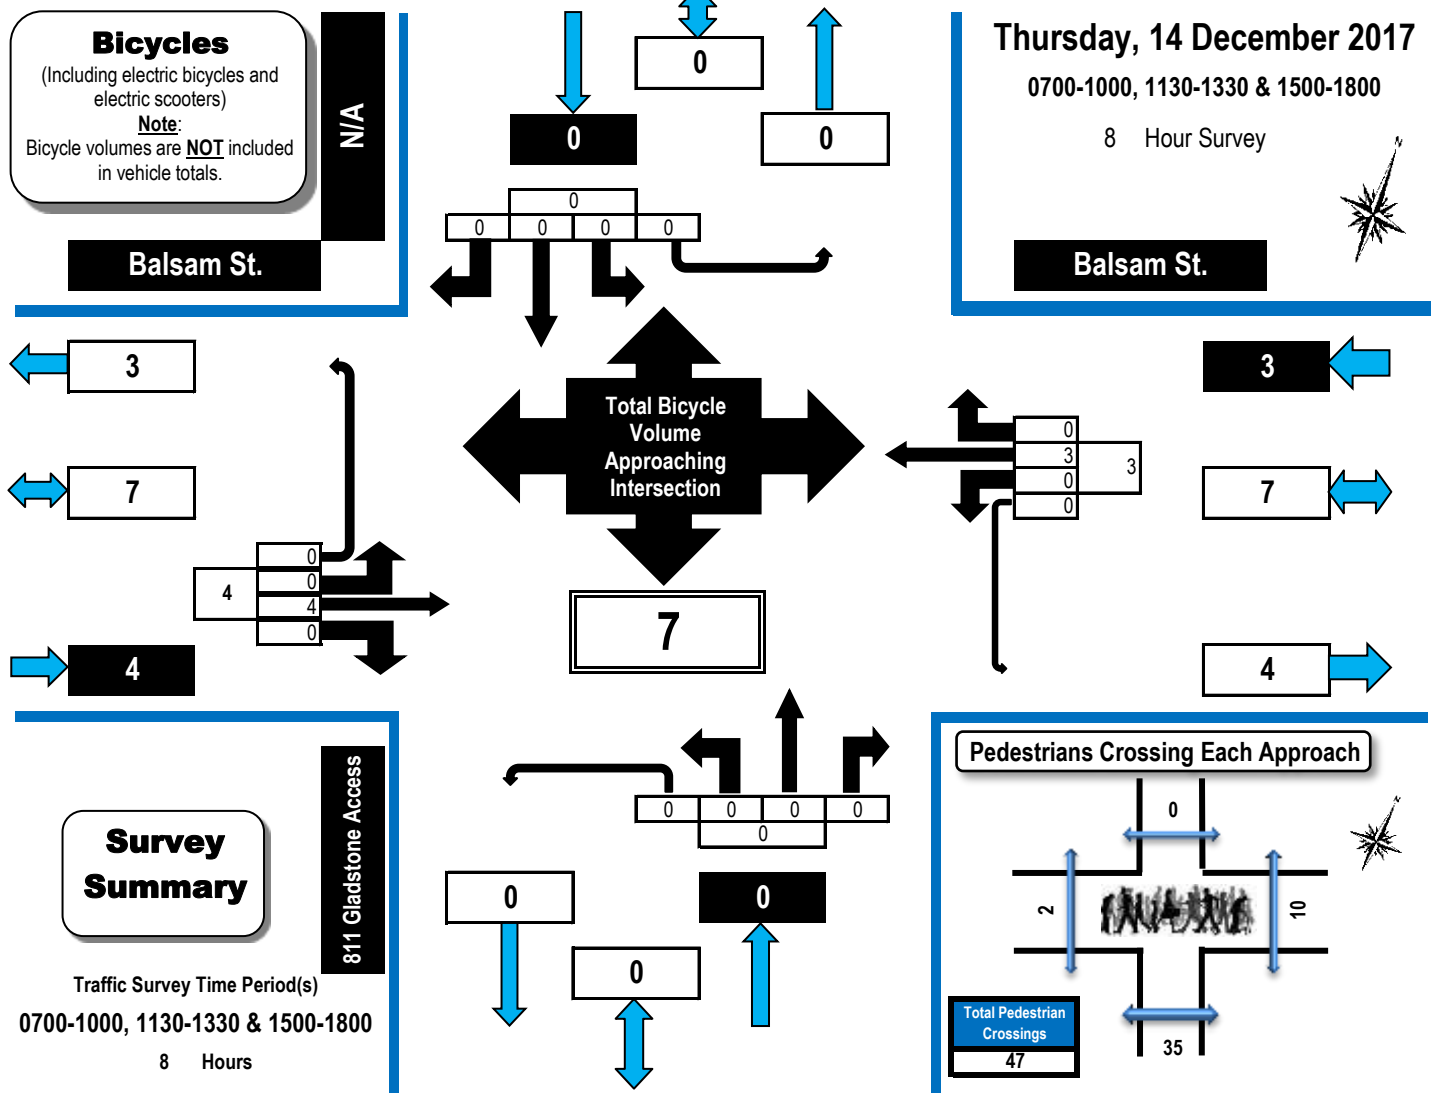 Bicycles
(Including electric bicycles and
electric scooters)
Note:
Bicycle volumes are NOT included
in vehicle totals.
N/A
Balsam St.
0
0
0
0
0
0
0
0
Thursday, 14 December 2017
0700-1000, 1130-1330 & 1500-1800
8 Hour Survey
N
Balsam St.
3
7
4
0
0
4
0
4
Total Bicycle
Volume
Approaching
Intersection
7
0
3
0
0
3
3
7
4
Survey
Summary
811 Gladstone Access
Traffic Survey Time Period(s)
0700-1000, 1130-1330 & 1500-1800
8 Hours
0
0
0
0
0
0
0
0
Pedestrians Crossing Each Approach
0
N
2
10
35
Total Pedestrian
Crossings
47